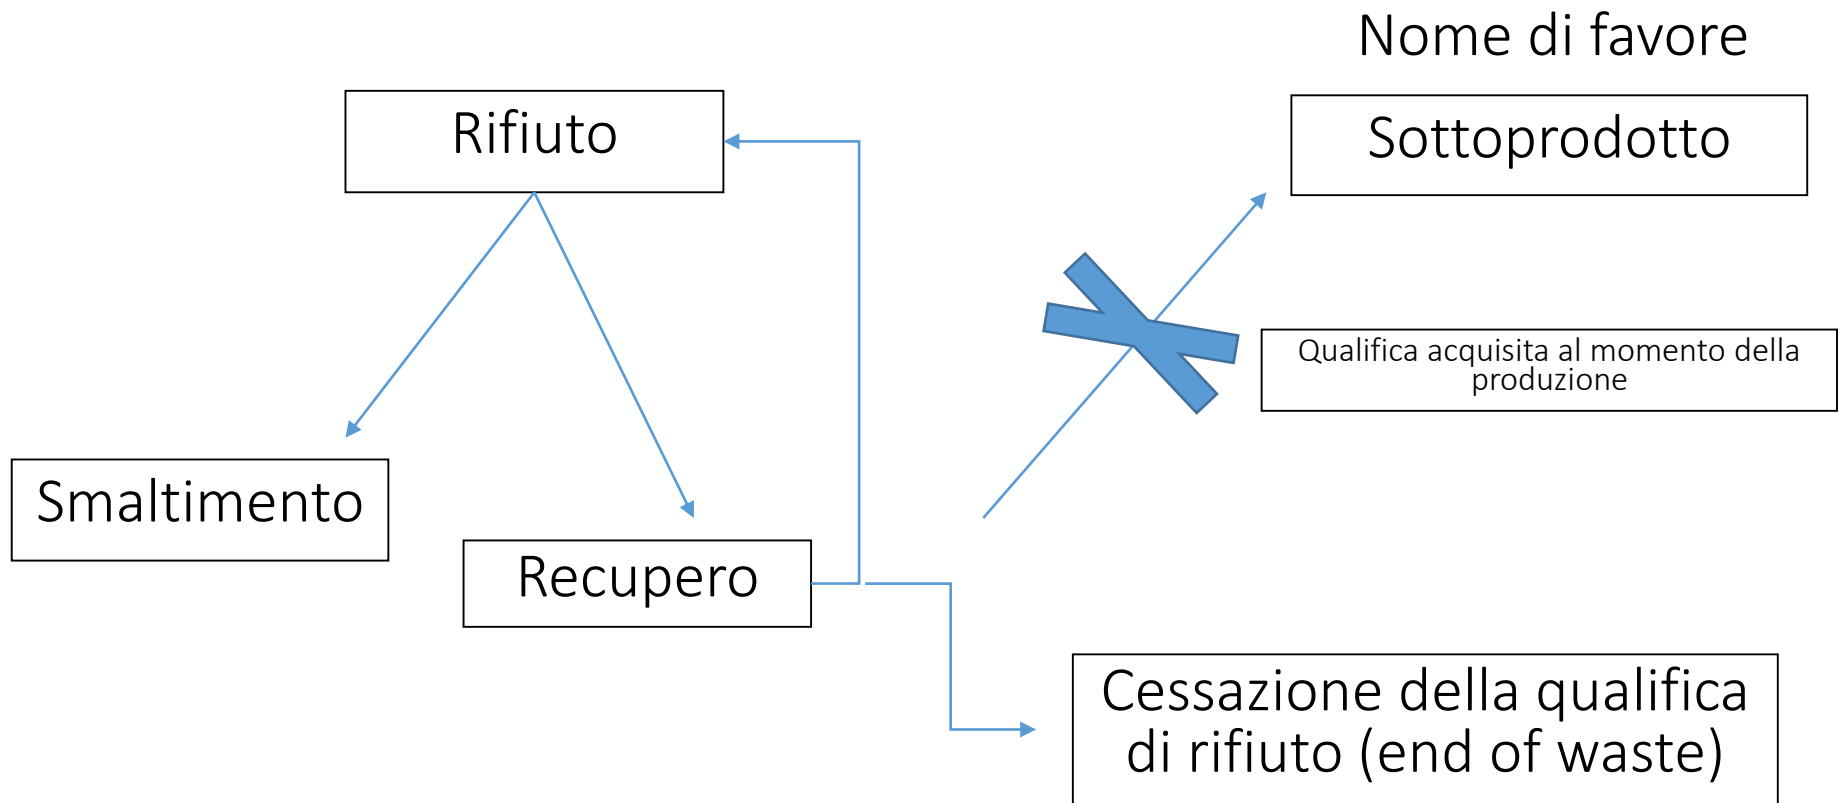 Nome di favore
Rifiuto
Sottoprodotto
Qualifica acquisita al momento della
produzione
Smaltimento
Recupero
Cessazione della qualifica
di rifiuto (end of waste)